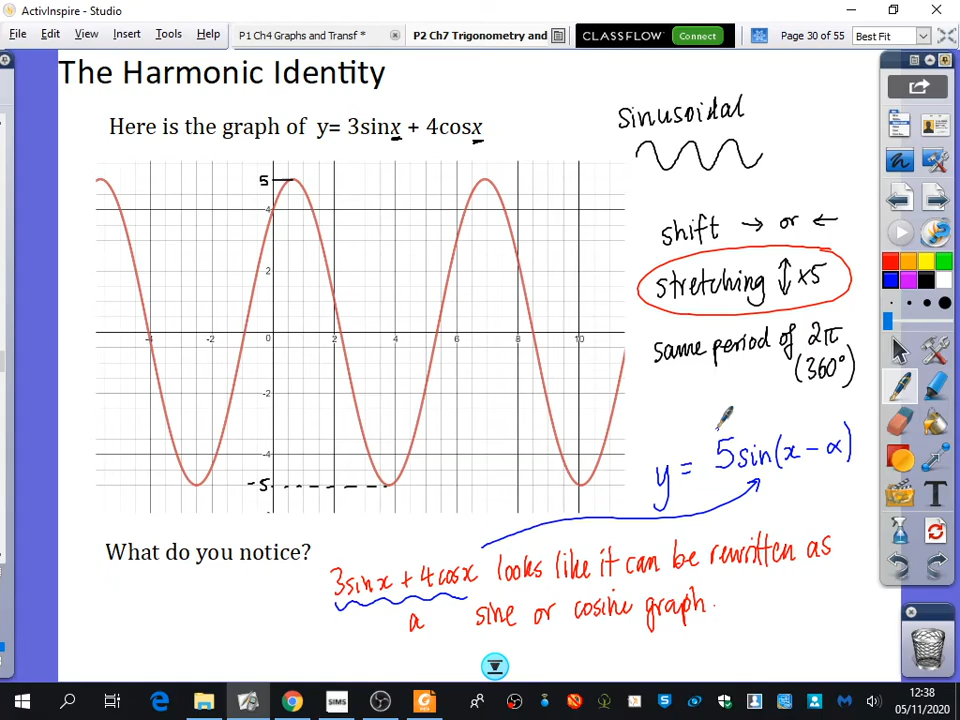 ActivInspire - Studio
File Edit View Insert Tools Help
P1 Ch4 Graphs and Transf *
P2 Ch7 Trigonometry and
CLASSFLOW Connect
Page 30 of 55
Best Fit
The Harmonic Identity
Here is the graph of y= 3sinx + 4cosx
sinusoidal
shift → or ←
stretching ↕ ×5
same period of 2π
(360°)
y = 5sin(x − α)
5
4
2
-4 -2 0 2 4 6 8 10
-2
-4
-5
What do you notice?
3sinx + 4cosx looks like it can be rewritten as
a sine or cosine graph.
T
SIMS
12:38
05/11/2020